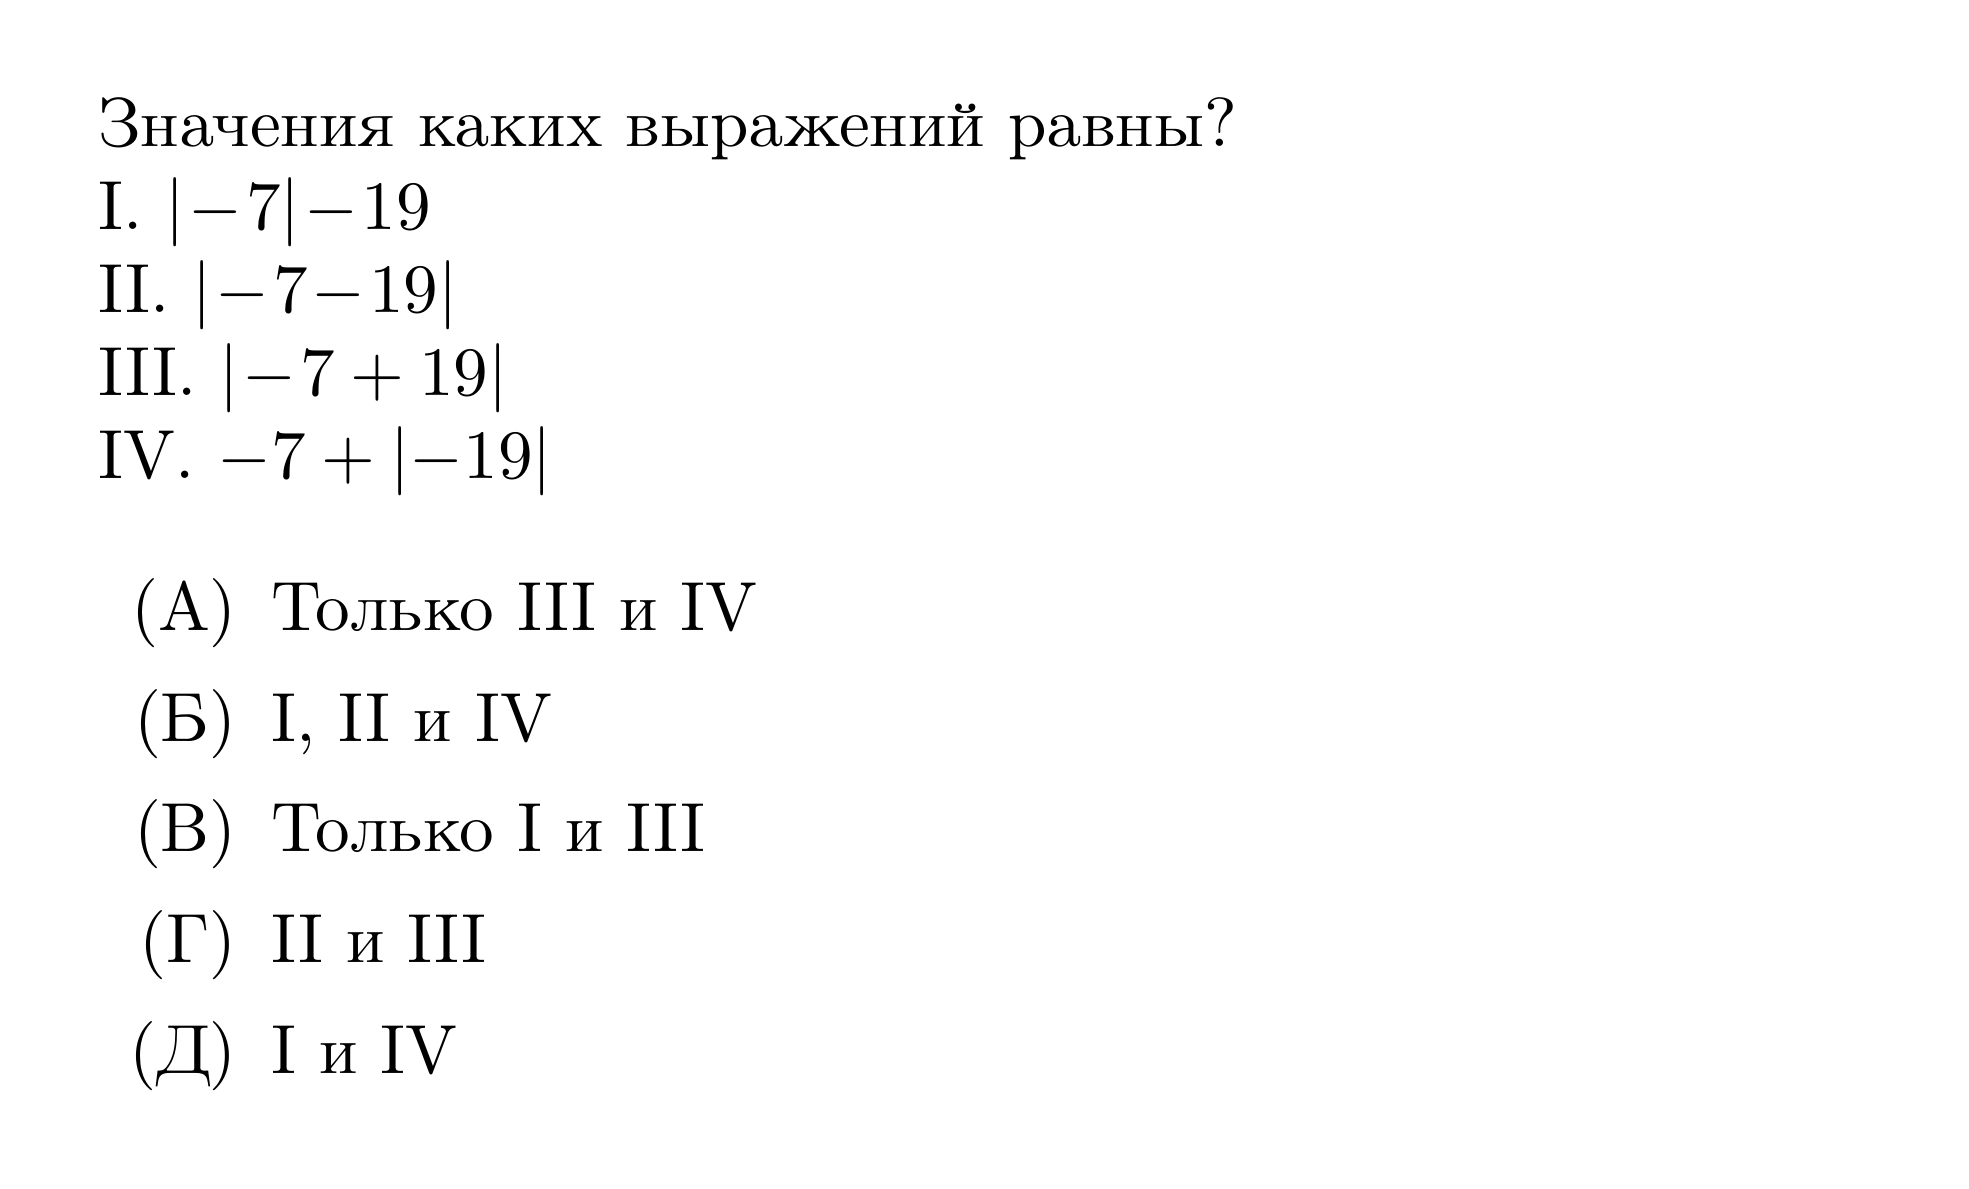 Значения каких выражений равны?
I. |−7|−19
II. |−7−19|
III. |−7 + 19|
IV. −7 + |−19|
(А) Только III и IV
(Б) I, II и IV
(В) Только I и III
(Г) II и III
(Д) I и IV